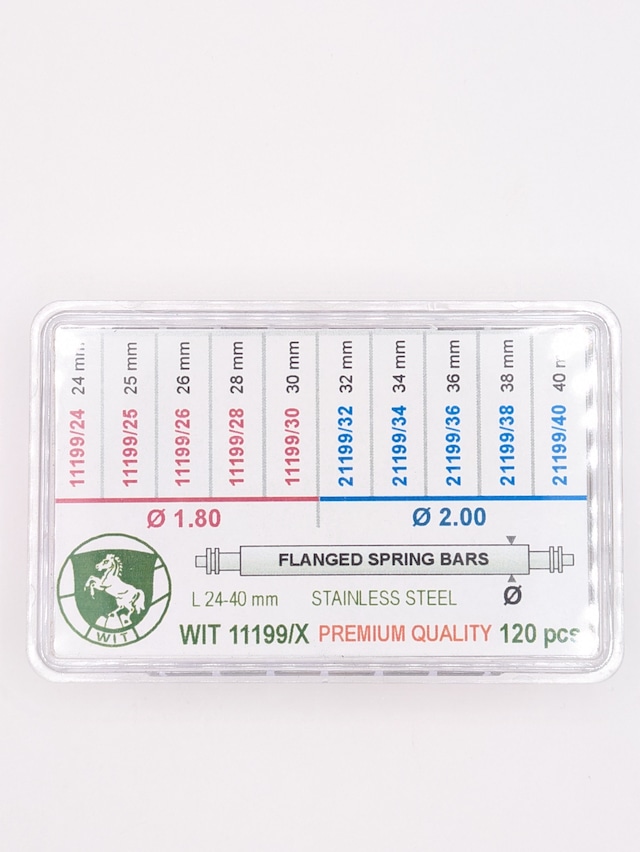 11199/24 24 mm
11199/25 25 mm
11199/26 26 mm
11199/28 28 mm
11199/30 30 mm
21199/32 32 mm
21199/34 34 mm
21199/36 36 mm
21199/38 38 mm
21199/40 40 m
Ø 1.80 Ø 2.00
FLANGED SPRING BARS
L 24-40 mm STAINLESS STEEL Ø
WIT
WIT 11199/X PREMIUM QUALITY 120 pcs